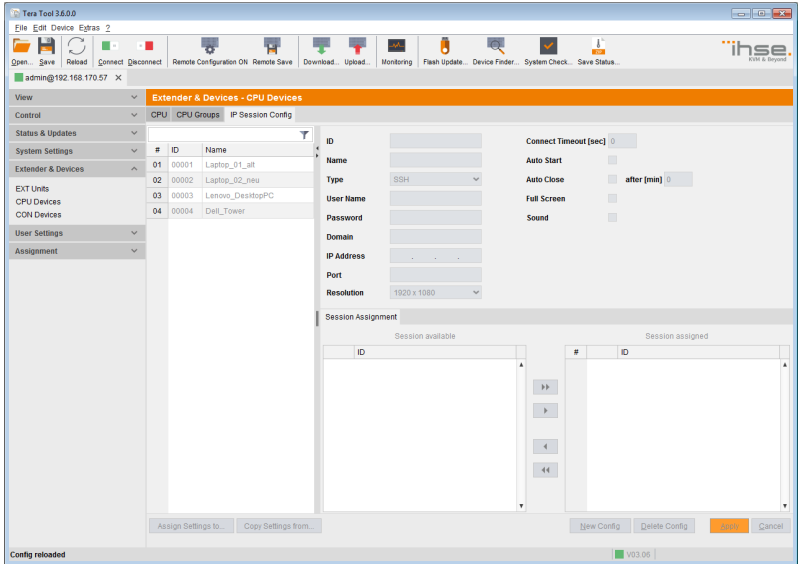 Tera Tool 3.6.0.0
File Edit Device Extras ?
Open... Save Reload Connect Disconnect Remote Configuration ON Remote Save Download... Upload... Monitoring Flash Update... Device Finder... System Check... Save Status...
ihse.
KVM & Beyond
admin@192.168.170.57 ×
View
Control
Status & Updates
System Settings
Extender & Devices
EXT Units
CPU Devices
CON Devices
User Settings
Assignment
Extender & Devices - CPU Devices
CPU CPU Groups IP Session Config
# ID Name
01 00001 Laptop_01_alt
02 00002 Laptop_02_neu
03 00003 Lenovo_DesktopPC
04 00004 Dell_Tower
ID
Name
Type SSH
User Name
Password
Domain
IP Address . . .
Port
Resolution 1920 x 1080
Connect Timeout [sec] 0
Auto Start
Auto Close after [min] 0
Full Screen
Sound
Session Assignment
Session available Session assigned
ID # ID
Assign Settings to... Copy Settings from... New Config Delete Config Apply Cancel
Config reloaded V03.06